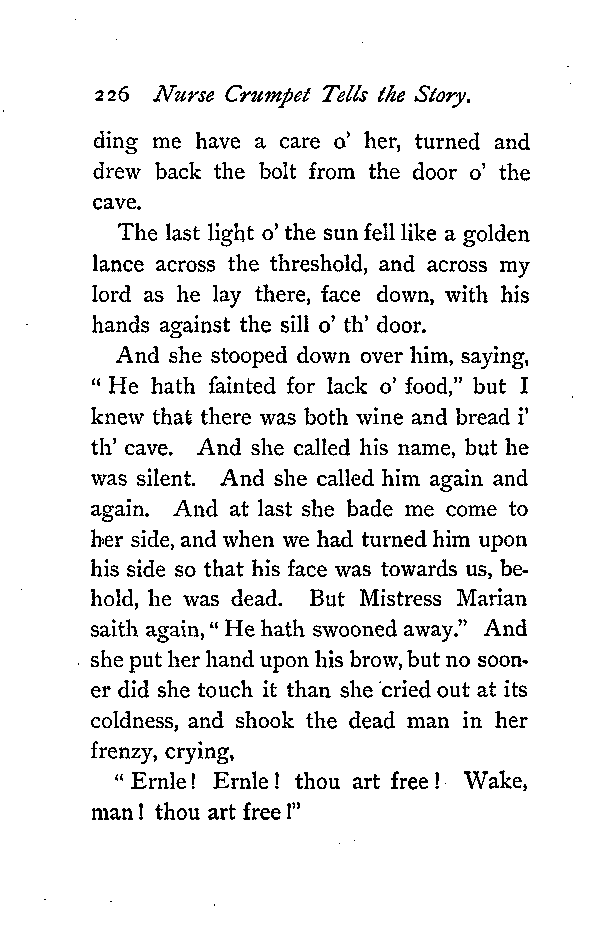 226 Nurse Crumpet Tells the Story.
ding me have a care o' her, turned and
drew back the bolt from the door o' the
cave.
The last light o' the sun fell like a golden
lance across the threshold, and across my
lord as he lay there, face down, with his
hands against the sill o' th' door.
And she stooped down over him, saying,
“ He hath fainted for lack o' food,” but I
knew that there was both wine and bread i'
th' cave. And she called his name, but he
was silent. And she called him again and
again. And at last she bade me come to
her side, and when we had turned him upon
his side so that his face was towards us, be-
hold, he was dead. But Mistress Marian
saith again, “ He hath swooned away.” And
she put her hand upon his brow, but no soon-
er did she touch it than she cried out at its
coldness, and shook the dead man in her
frenzy, crying,
“ Ernle! Ernle! thou art free! Wake,
man! thou art free!”